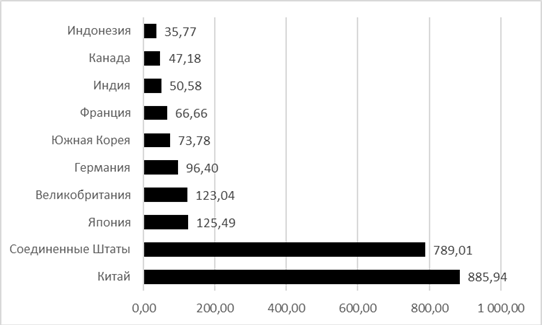 Индонезия 35,77
Канада 47,18
Индия 50,58
Франция 66,66
Южная Корея 73,78
Германия 96,40
Великобритания 123,04
Япония 125,49
Соединенные Штаты 789,01
Китай 885,94
0,00 200,00 400,00 600,00 800,00 1 000,00